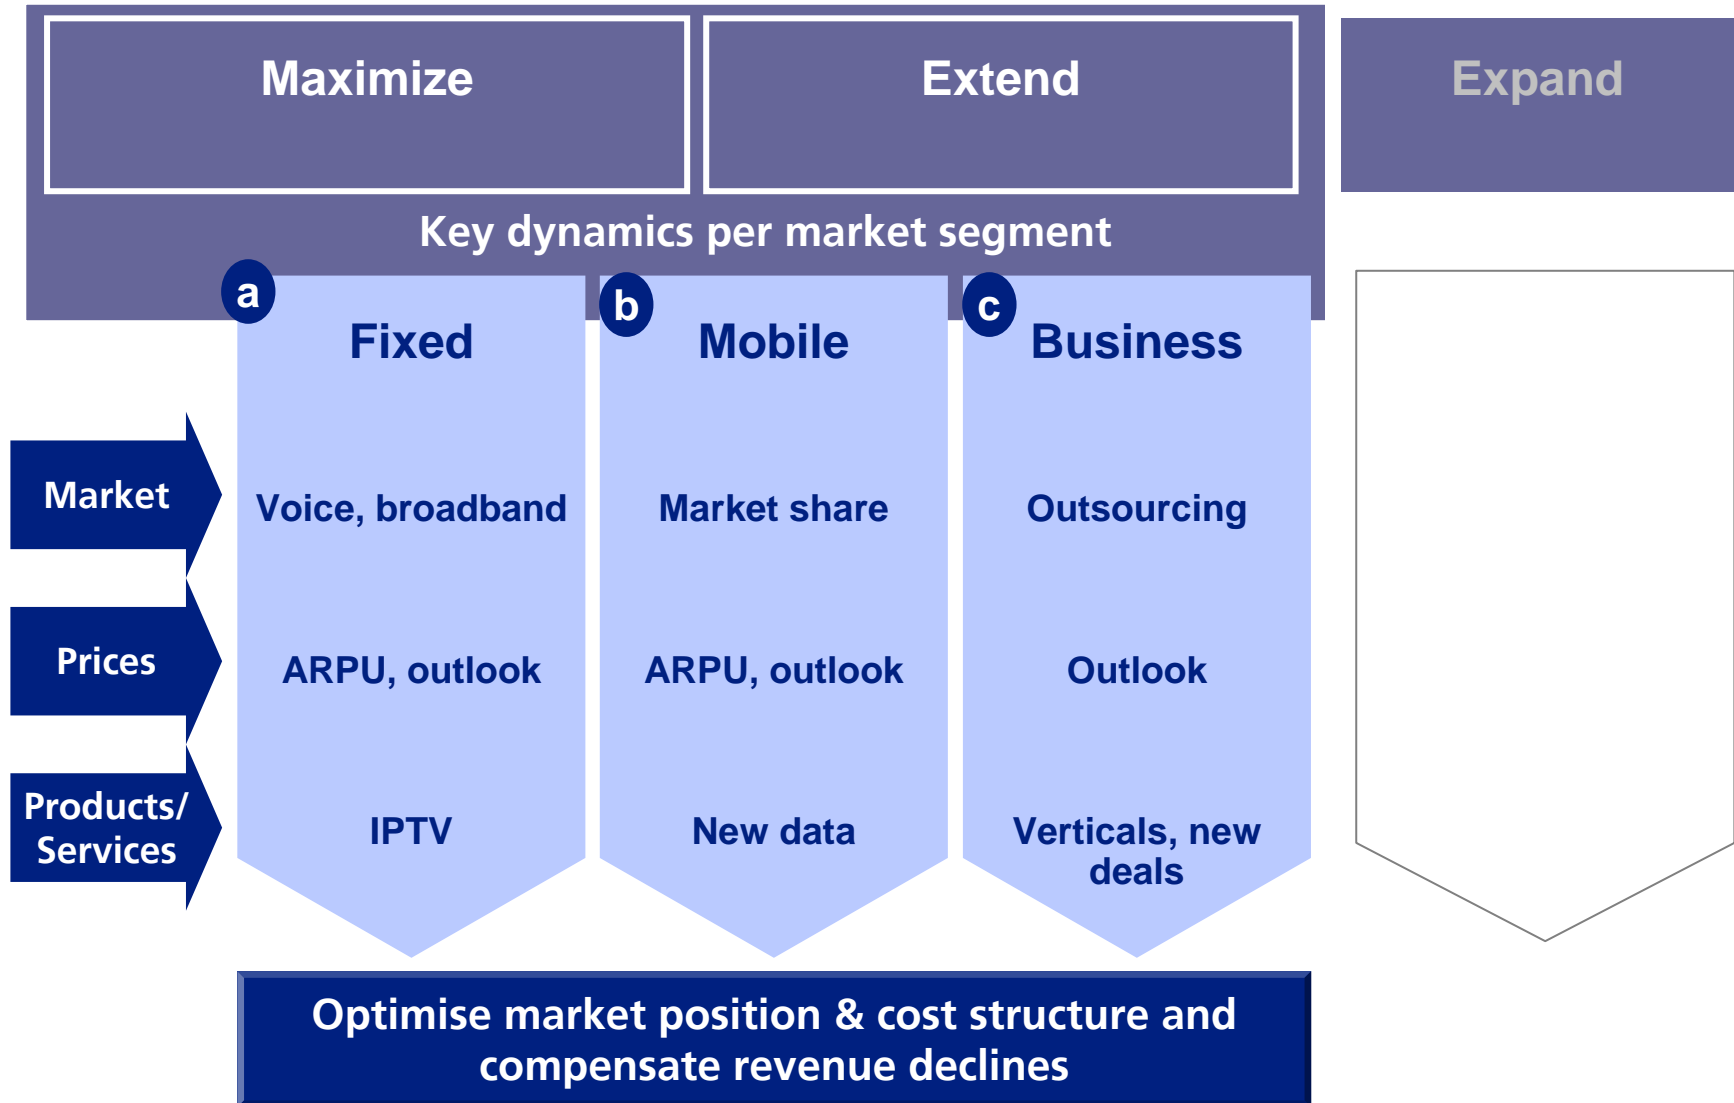 Maximize
Extend
Expand
Key dynamics per market segment
a
b
c
Fixed
Mobile
Business
Market
Voice, broadband
Market share
Outsourcing
Prices
ARPU, outlook
ARPU, outlook
Outlook
Products/
Services
IPTV
New data
Verticals, new
deals
Optimise market position & cost structure and
compensate revenue declines